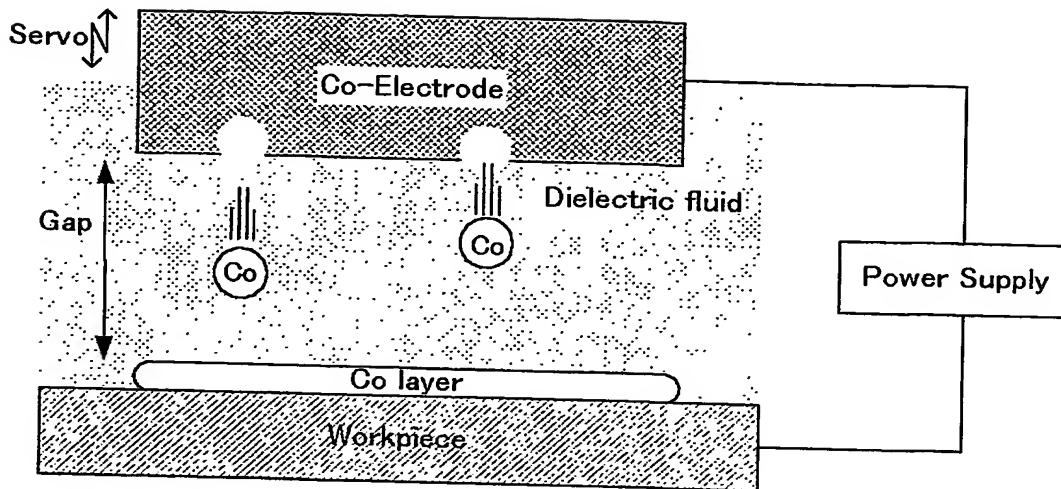 Servo
Co-Electrode
Dielectric fluid
Gap
Co
Co
Power Supply
Co layer
Workpiece